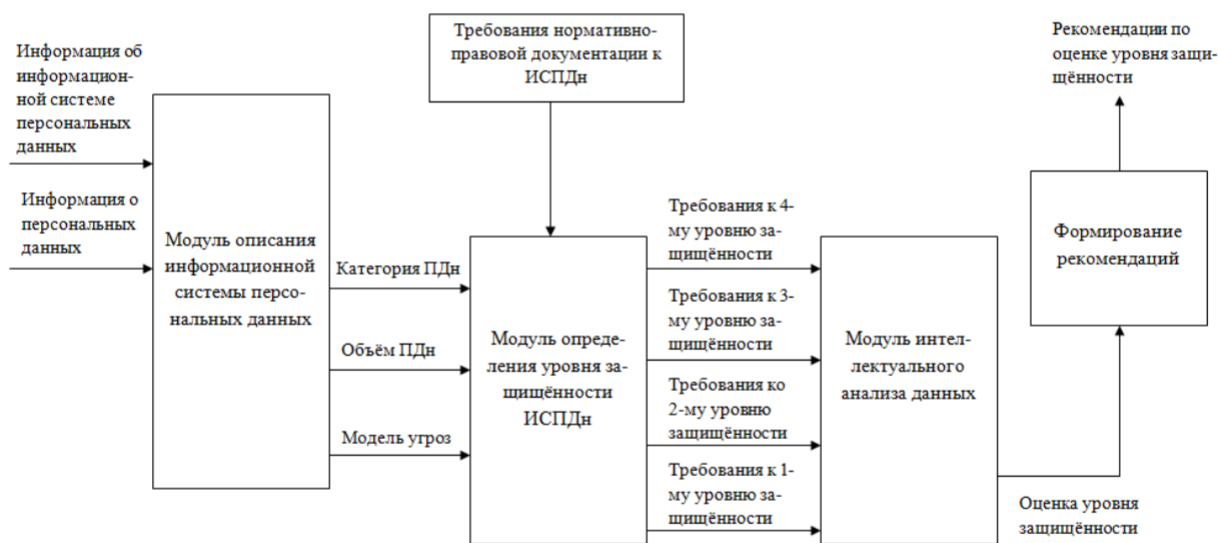 Информация об
информацион-
ной системе
персональных
данных
Информация о
персональных
данных
Модуль описания
информационной
системы персо-
нальных данных
Требования нормативно-
правовой документации к
ИСПДн
Категория ПДн
Объём ПДн
Модель угроз
Модуль опреде-
ления уровня за-
щищённости
ИСПДн
Требования к 4-
му уровню за-
щищённости
Требования к 3-
му уровню за-
щищённости
Требования ко
2-му уровню
защищённости
Требования к 1-
му уровню за-
щищённости
Модуль интел-
лектуального
анализа данных
Оценка уровня
защищённости
Формирование
рекомендаций
Рекомендации по
оценке уровня защи-
щённости